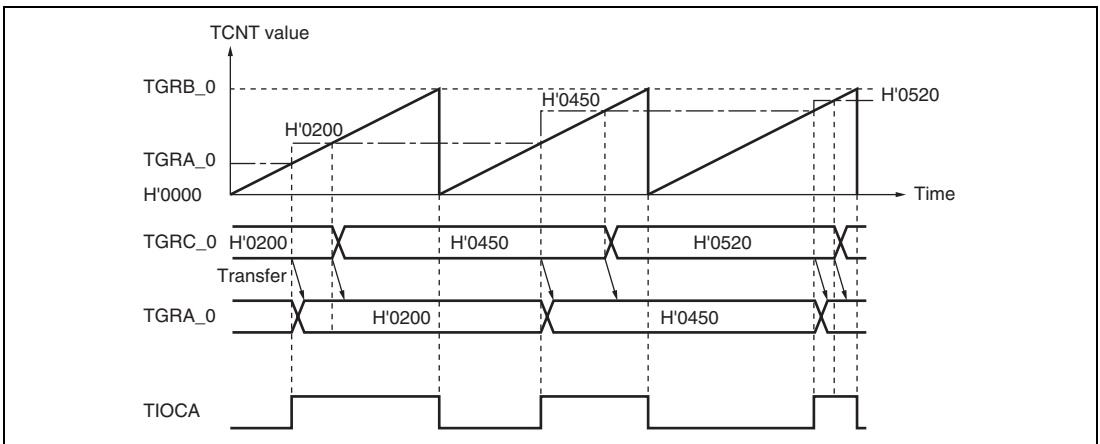 TCNT value
TGRB_0
H'0450
H'0520
H'0200
TGRA_0
H'0000
Time
TGRC_0 H'0200 H'0450 H'0520
Transfer
TGRA_0 H'0200 H'0450
TIOCA